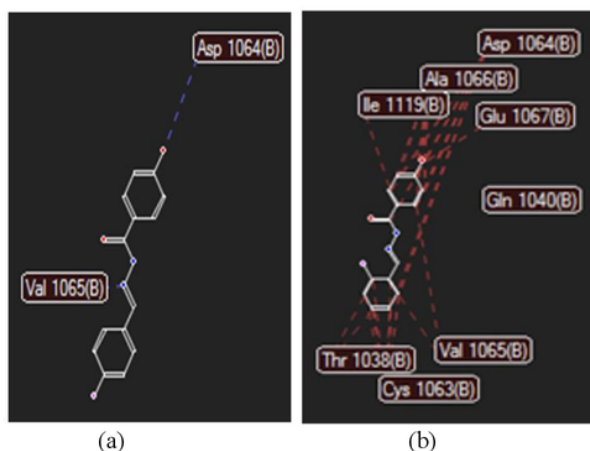 Asp 1064(B)
Val 1065(B)
(a)
Asp 1064(B)
Ala 1066(B)
Ile 1119(B)
Glu 1067(B)
Gln 1040(B)
Val 1065(B)
Thr 1038(B)
Cys 1063(B)
(b)